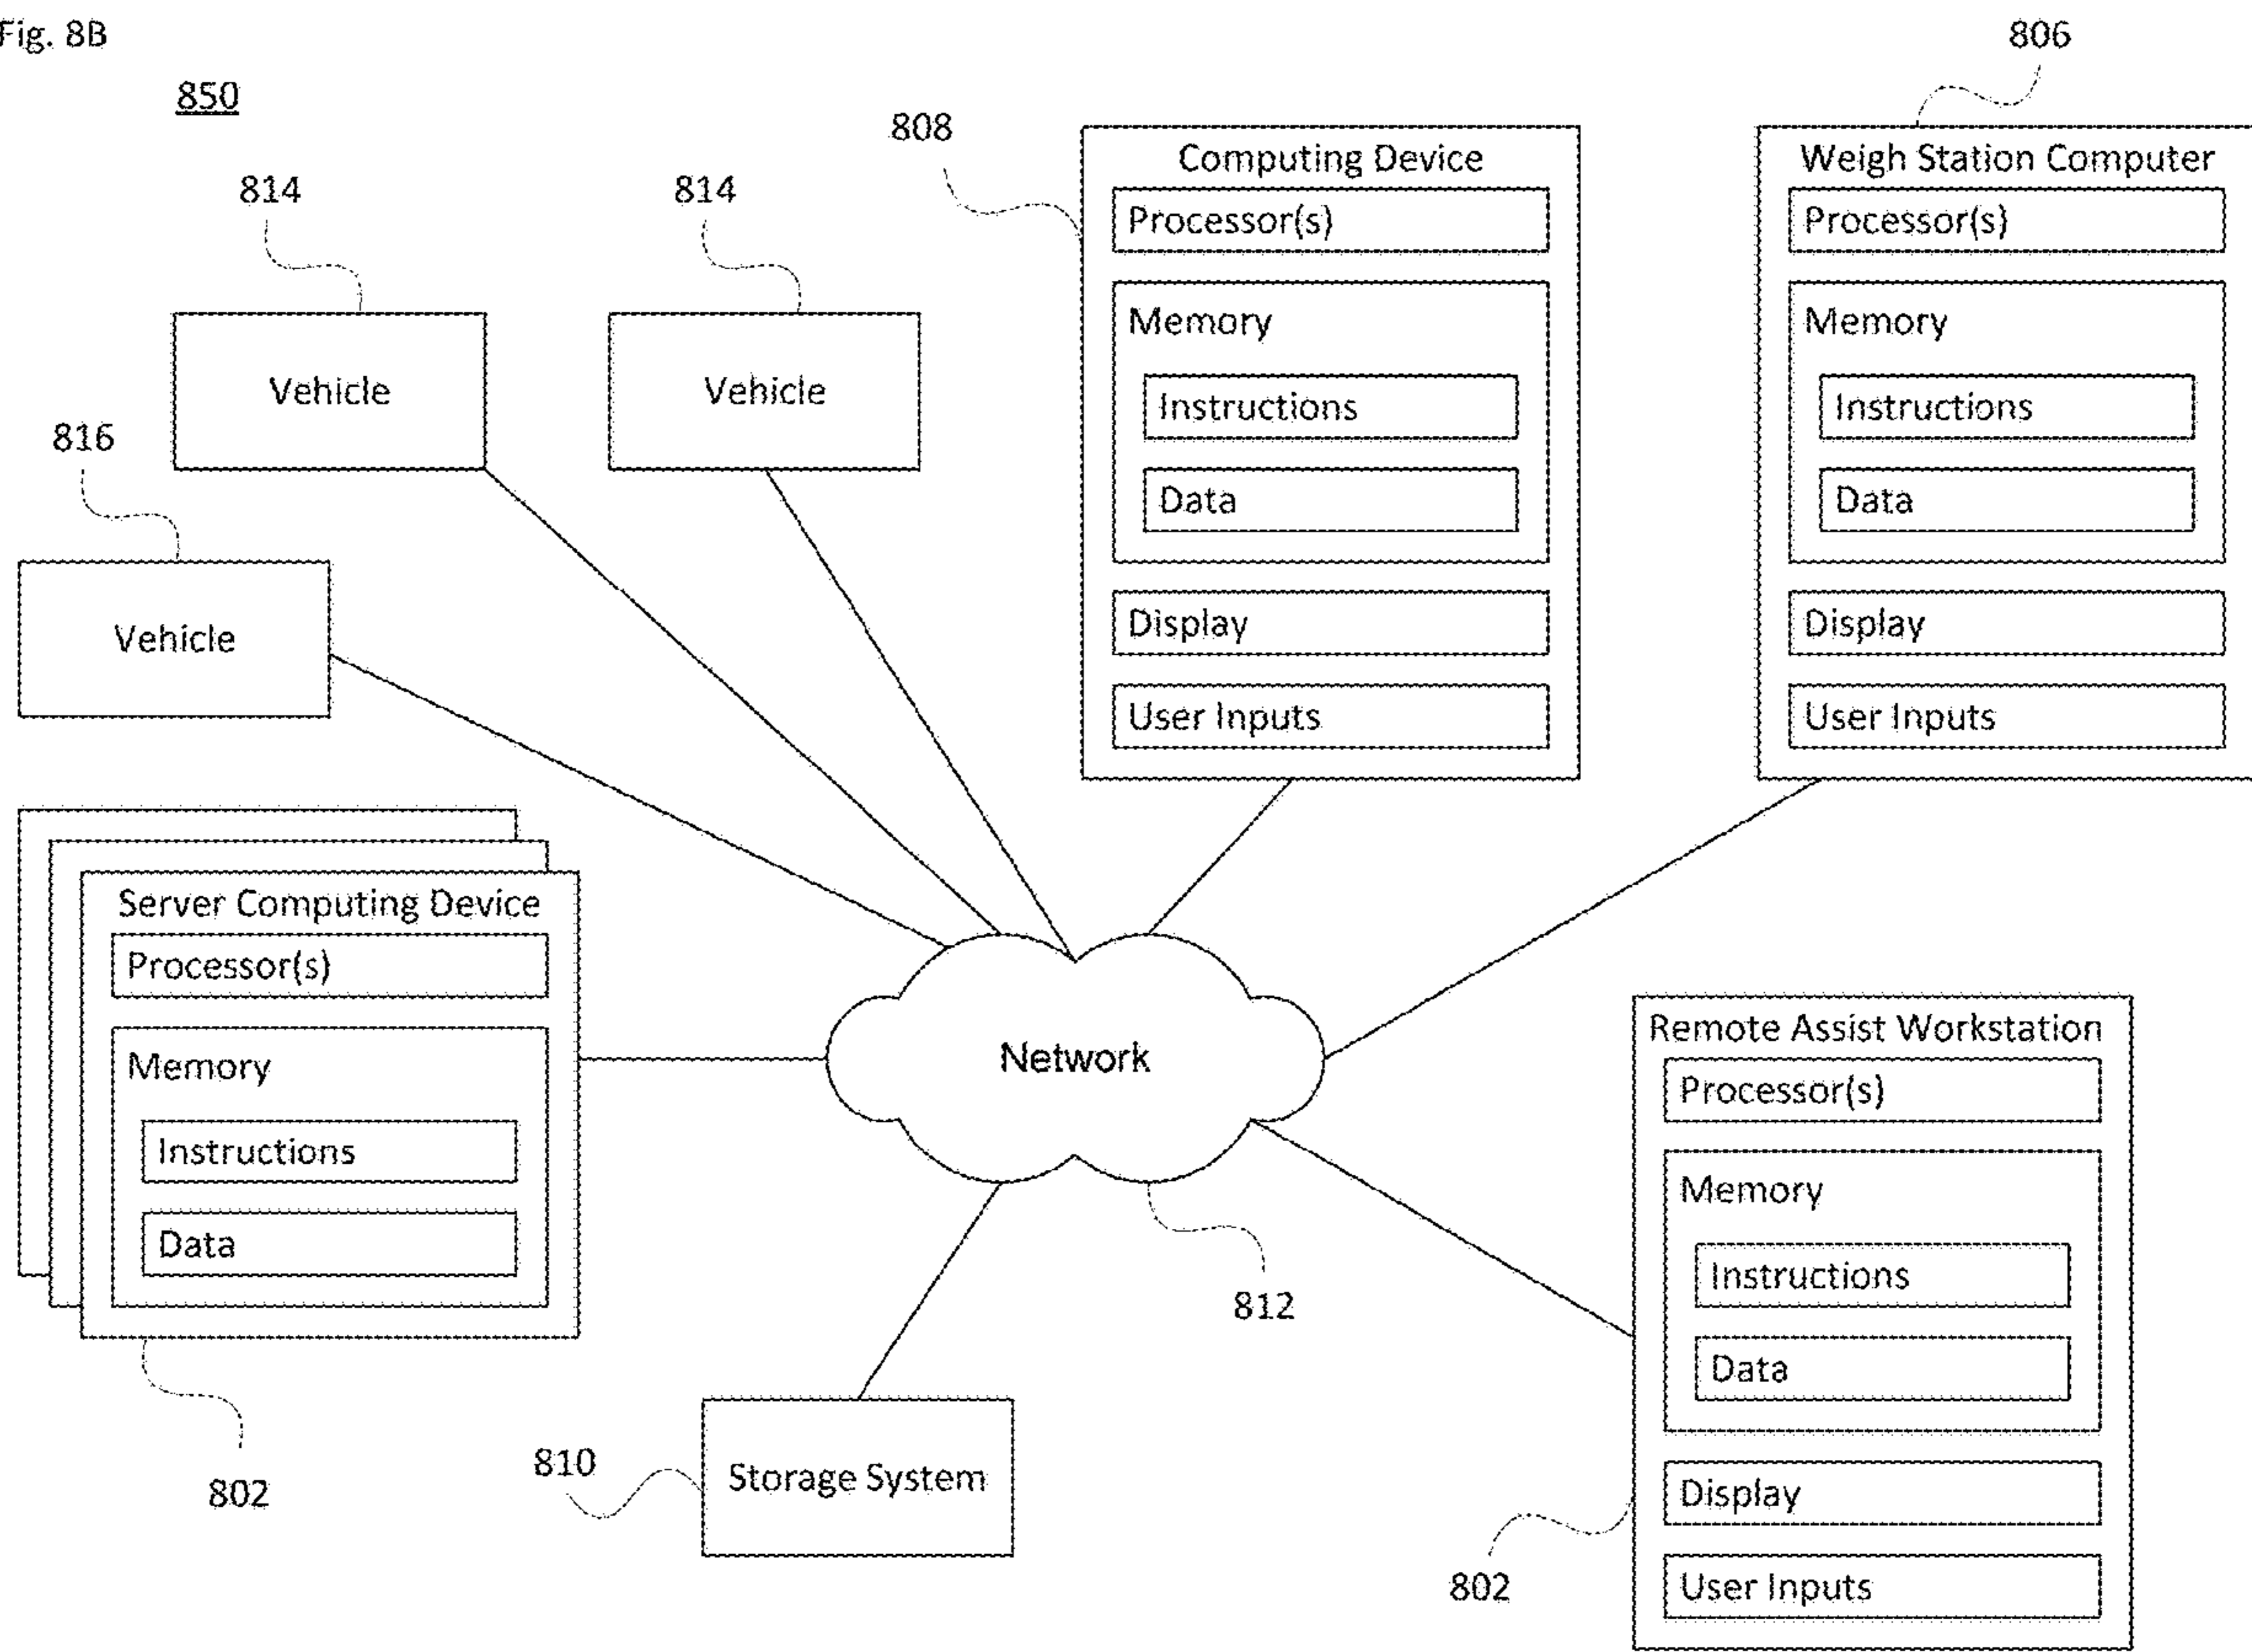 Fig. 8B
850
806
808
814
814
Computing Device
Processor(s)
Memory
Instructions
Data
Display
User Inputs
Weigh Station Computer
Processor(s)
Memory
Instructions
Data
Display
User Inputs
Vehicle
Vehicle
816
Vehicle
Server Computing Device
Processor(s)
Memory
Instructions
Data
802
Network
812
810
Storage System
Remote Assist Workstation
Processor(s)
Memory
Instructions
Data
Display
User Inputs
802